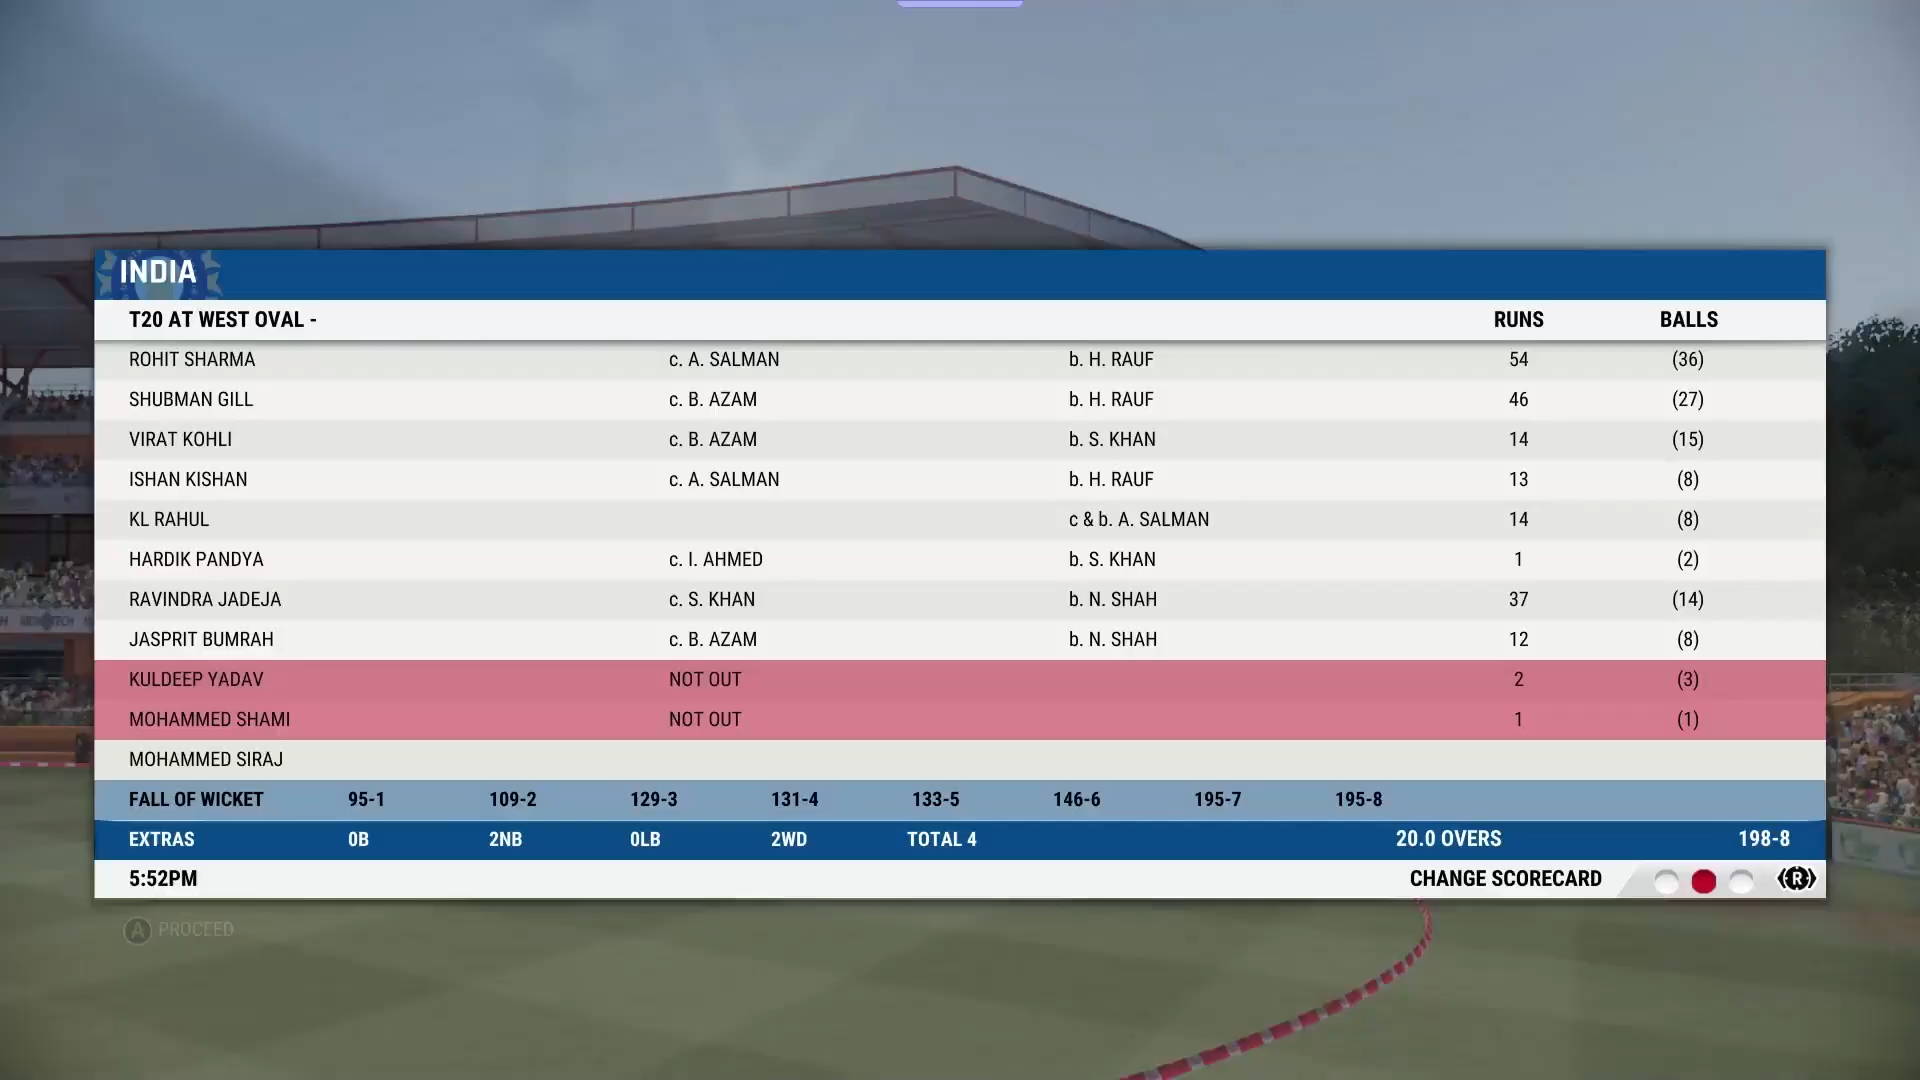 INDIA
T20 AT WEST OVAL - RUNS BALLS
ROHIT SHARMA c. A. SALMAN b. H. RAUF 54 (36)
SHUBMAN GILL c. B. AZAM b. H. RAUF 46 (27)
VIRAT KOHLI c. B. AZAM b. S. KHAN 14 (15)
ISHAN KISHAN c. A. SALMAN b. H. RAUF 13 (8)
KL RAHUL c & b. A. SALMAN 14 (8)
HARDIK PANDYA c. I. AHMED b. S. KHAN 1 (2)
RAVINDRA JADEJA c. S. KHAN b. N. SHAH 37 (14)
JASPRIT BUMRAH c. B. AZAM b. N. SHAH 12 (8)
KULDEEP YADAV NOT OUT 2 (3)
MOHAMMED SHAMI NOT OUT 1 (1)
MOHAMMED SIRAJ
FALL OF WICKET 95-1 109-2 129-3 131-4 133-5 146-6 195-7 195-8
EXTRAS 0B 2NB 0LB 2WD TOTAL 4 20.0 OVERS 198-8
5:52PM CHANGE SCORECARD R
A PROCEED